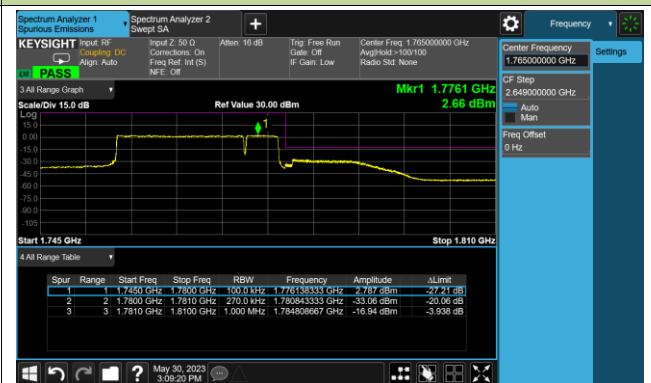 Spectrum Analyzer 1
Spurious Emissions
Spectrum Analyzer 2
Swept SA
Frequency
KEYSIGHT
Input: RF
Coupling: DC
Align: Auto
Input Z: 50 Ω
Corrections: On
Freq Ref: Int (S)
NFE: Off
Atten: 16 dB
Trig: Free Run
Gate: Off
IF Gain: Low
Center Freq: 1.765000000 GHz
Avg|Hold:>100/100
Radio Std: None
PASS
Center Frequency
1.765000000 GHz
Settings
CF Step
2.649000000 GHz
Auto
Man
Freq Offset
0 Hz
3 All Range Graph
Mkr1 1.7761 GHz
2.66 dBm
Scale/Div 15.0 dB
Ref Value 30.00 dBm
Log
15.0
0.00
-15.0
-30.0
-45.0
-60.0
-75.0
-90.0
-105
1
Start 1.745 GHz
Stop 1.810 GHz
4 All Range Table
Spur Range Start Freq Stop Freq RBW Frequency Amplitude ΔLimit
1 1 1.7450 GHz 1.7800 GHz 100.0 kHz 1.776138333 GHz 2.787 dBm -27.21 dB
2 2 1.7800 GHz 1.7810 GHz 270.0 kHz 1.780843333 GHz -33.06 dBm -20.06 dB
3 3 1.7810 GHz 1.8100 GHz 1.000 MHz 1.784808667 GHz -16.94 dBm -3.938 dB
May 30, 2023
3:09:20 PM